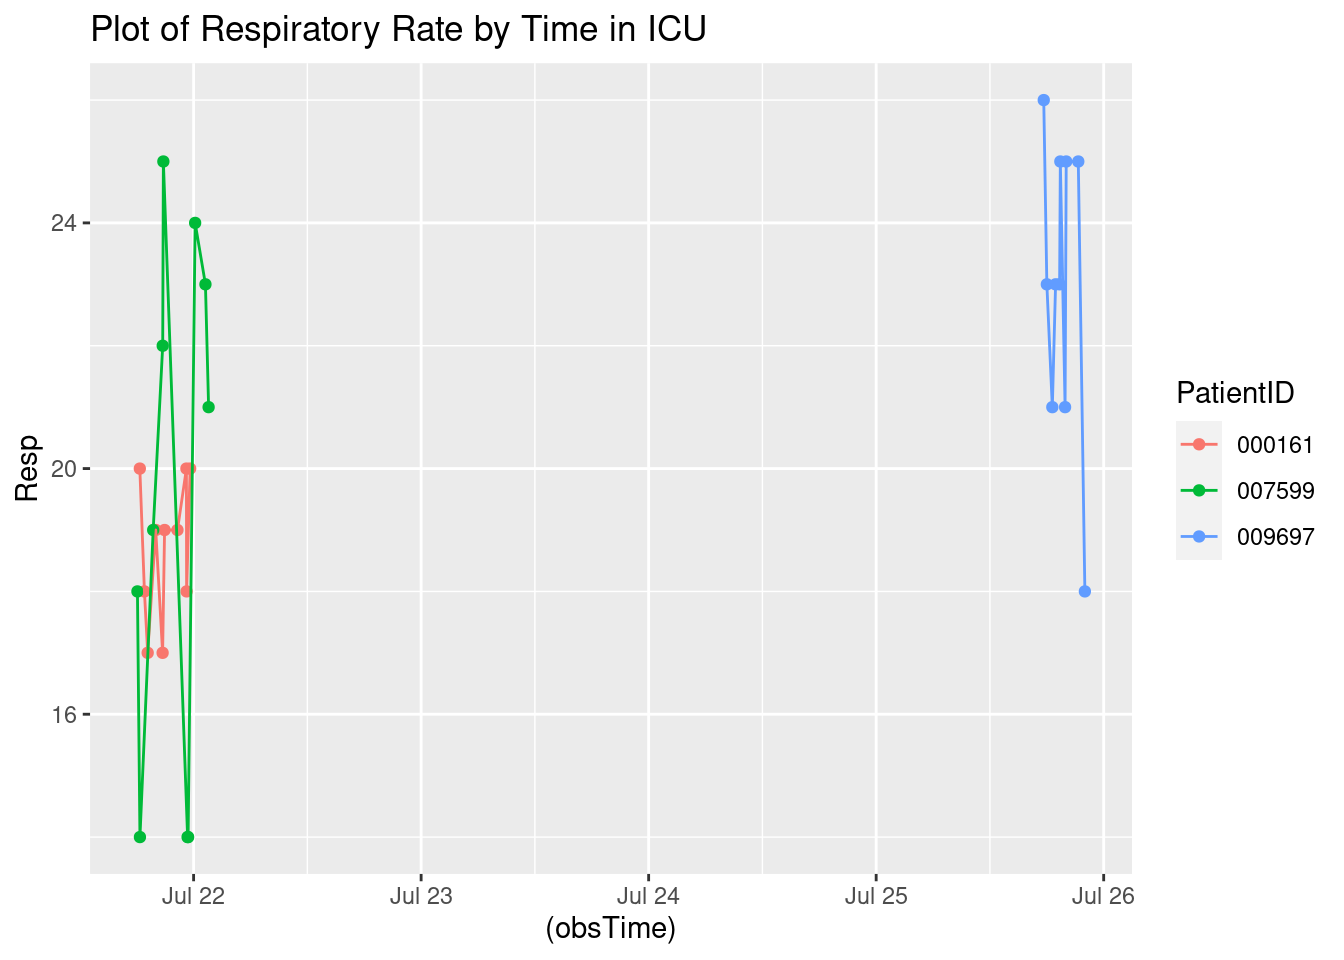 Plot of Respiratory Rate by Time in ICU
24
20
16
Resp
Jul 22 Jul 23 Jul 24 Jul 25 Jul 26
(obsTime)
PatientID
000161
007599
009697